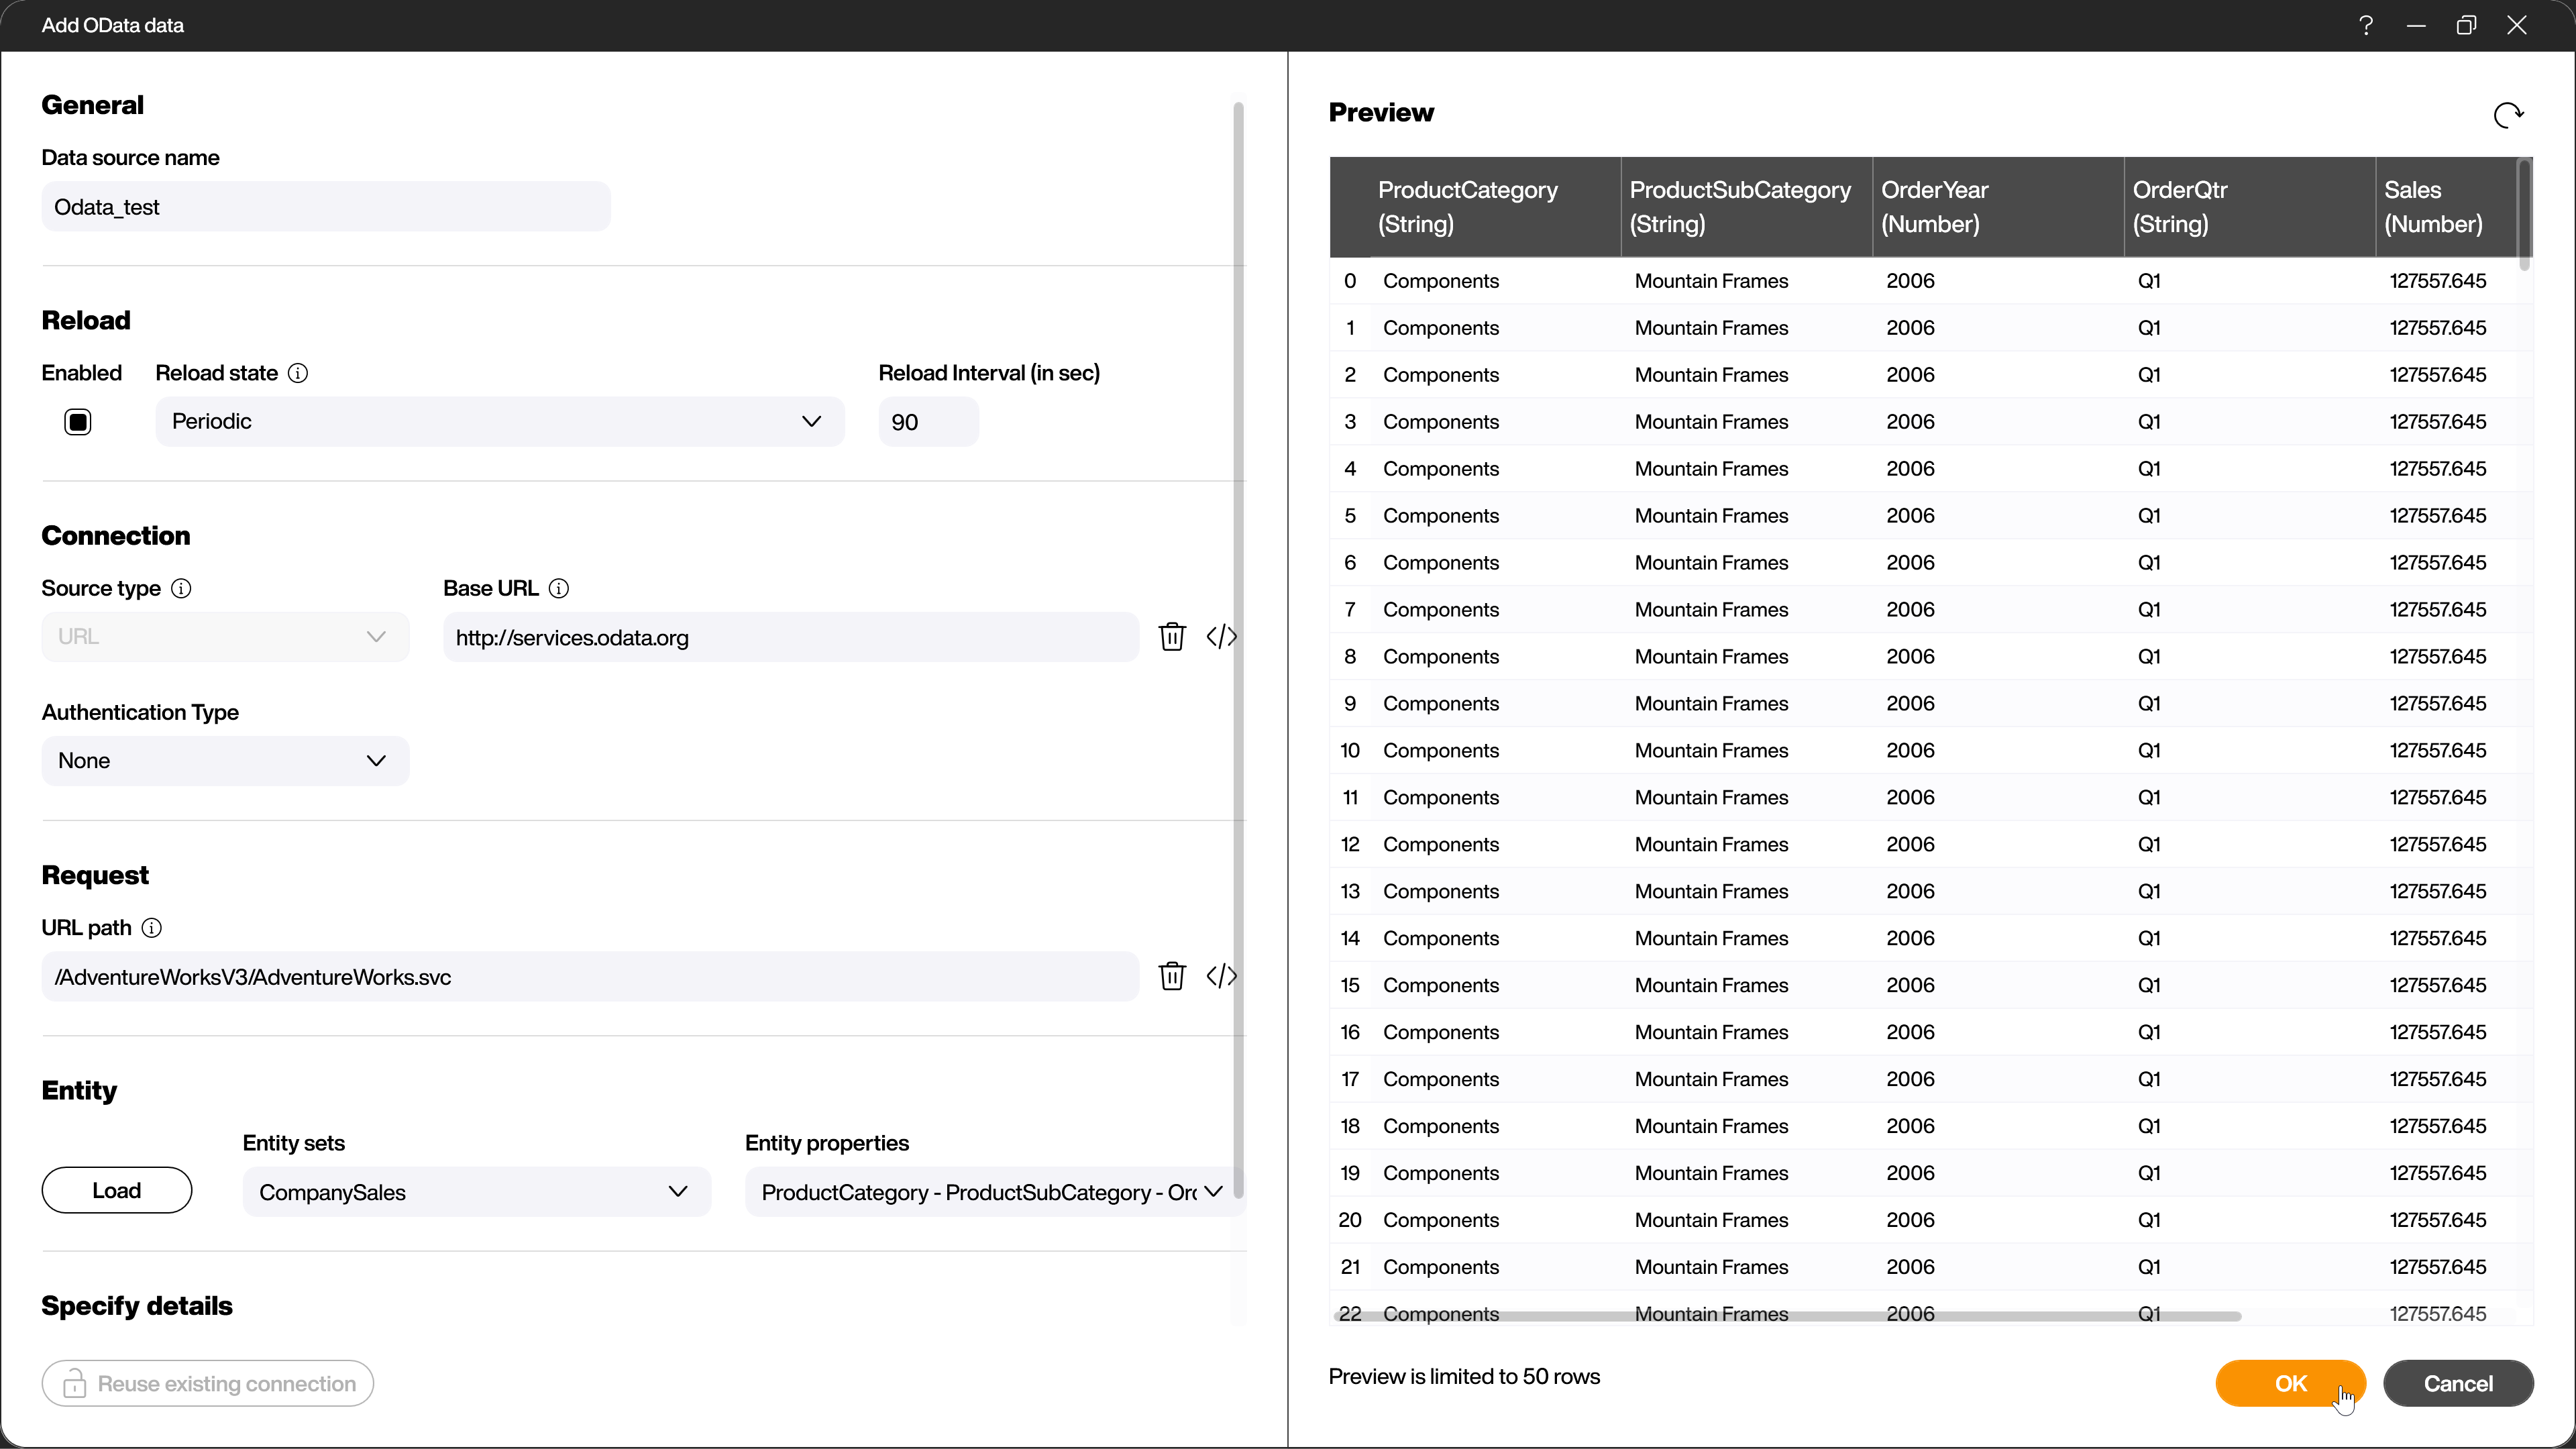 Add OData data
?
General
Data source name
Odata_test
Reload
Enabled
Reload state
Reload Interval (in sec)
Periodic
90
Connection
Source type
Base URL
URL
http://services.odata.org
</>
Authentication Type
None
Request
URL path
/AdventureWorksV3/AdventureWorks.svc
</>
Entity
Entity sets
Entity properties
Load
CompanySales
ProductCategory - ProductSubCategory - Orc
Specify details
Reuse existing connection
Preview
ProductCategory (String) ProductSubCategory (String) OrderYear (Number) OrderQtr (String) Sales (Number)
0 Components Mountain Frames 2006 Q1 127557.645
1 Components Mountain Frames 2006 Q1 127557.645
2 Components Mountain Frames 2006 Q1 127557.645
3 Components Mountain Frames 2006 Q1 127557.645
4 Components Mountain Frames 2006 Q1 127557.645
5 Components Mountain Frames 2006 Q1 127557.645
6 Components Mountain Frames 2006 Q1 127557.645
7 Components Mountain Frames 2006 Q1 127557.645
8 Components Mountain Frames 2006 Q1 127557.645
9 Components Mountain Frames 2006 Q1 127557.645
10 Components Mountain Frames 2006 Q1 127557.645
11 Components Mountain Frames 2006 Q1 127557.645
12 Components Mountain Frames 2006 Q1 127557.645
13 Components Mountain Frames 2006 Q1 127557.645
14 Components Mountain Frames 2006 Q1 127557.645
15 Components Mountain Frames 2006 Q1 127557.645
16 Components Mountain Frames 2006 Q1 127557.645
17 Components Mountain Frames 2006 Q1 127557.645
18 Components Mountain Frames 2006 Q1 127557.645
19 Components Mountain Frames 2006 Q1 127557.645
20 Components Mountain Frames 2006 Q1 127557.645
21 Components Mountain Frames 2006 Q1 127557.645
22 Components Mountain Frames 2006 Q1 127557.645
Preview is limited to 50 rows
OK
Cancel